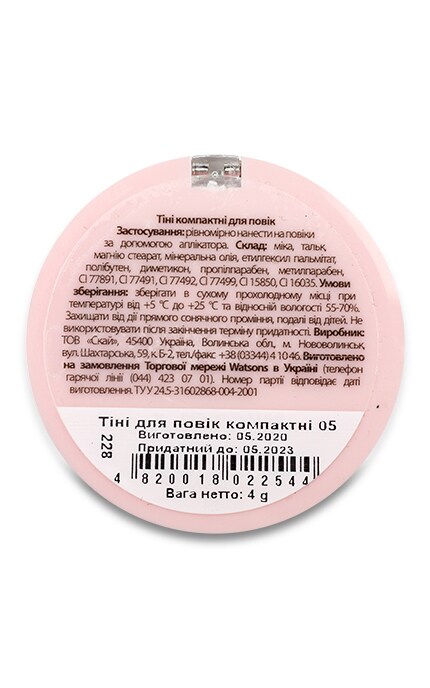 Тіні компактні для повік
Застосування: рівномірно нанести на повіки
за допомогою аплікатора. Склад: міка, тальк,
магнію стеарат, мінеральна олія, етилгексил пальмітат,
полібутен, диметикон, пропілпарабен, метилпарабен,
CI 77891, CI 77491, CI 77492, CI 77499, CI 15850, CI 16035. Умови
зберігання: зберігати в сухому прохолодному місці при
температурі від +5 °С до +25 °С та відносній вологості 55-70%.
Захищати від дії прямого сонячного проміння, подалі від дітей. Не
використовувати після закінчення терміну придатності. Виробник:
ТОВ «Скай», 45400 Україна, Волинська обл., м. Нововолинськ,
вул. Шахтарська, 59, к. Б-2, тел./факс +38 (03344) 4 10 46. Виготовлено
на замовлення Торгової мережі Watsons в Україні (телефон
гарячої лінії (044) 423 07 01). Номер партії відповідає даті
виготовлення. ТУ У 24.5-31602868-004-2001
Тіні для повік компактні 05
Виготовлено: 05.2020
Придатний до: 05.2023
228
4 820018 022544
Вага нетто: 4 g